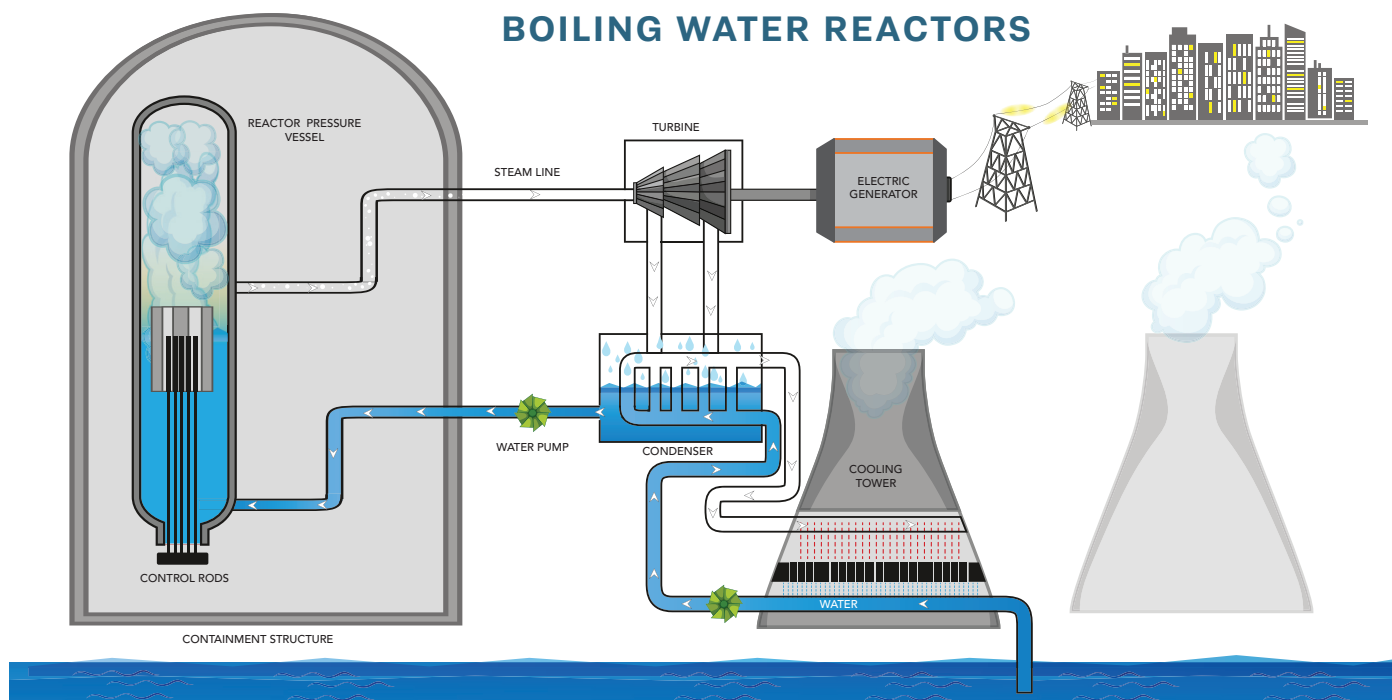 BOILING WATER REACTORS
REACTOR PRESSURE
VESSEL
TURBINE
STEAM LINE
ELECTRIC
GENERATOR
WATER PUMP
CONDENSER
COOLING
TOWER
CONTROL RODS
WATER
CONTAINMENT STRUCTURE